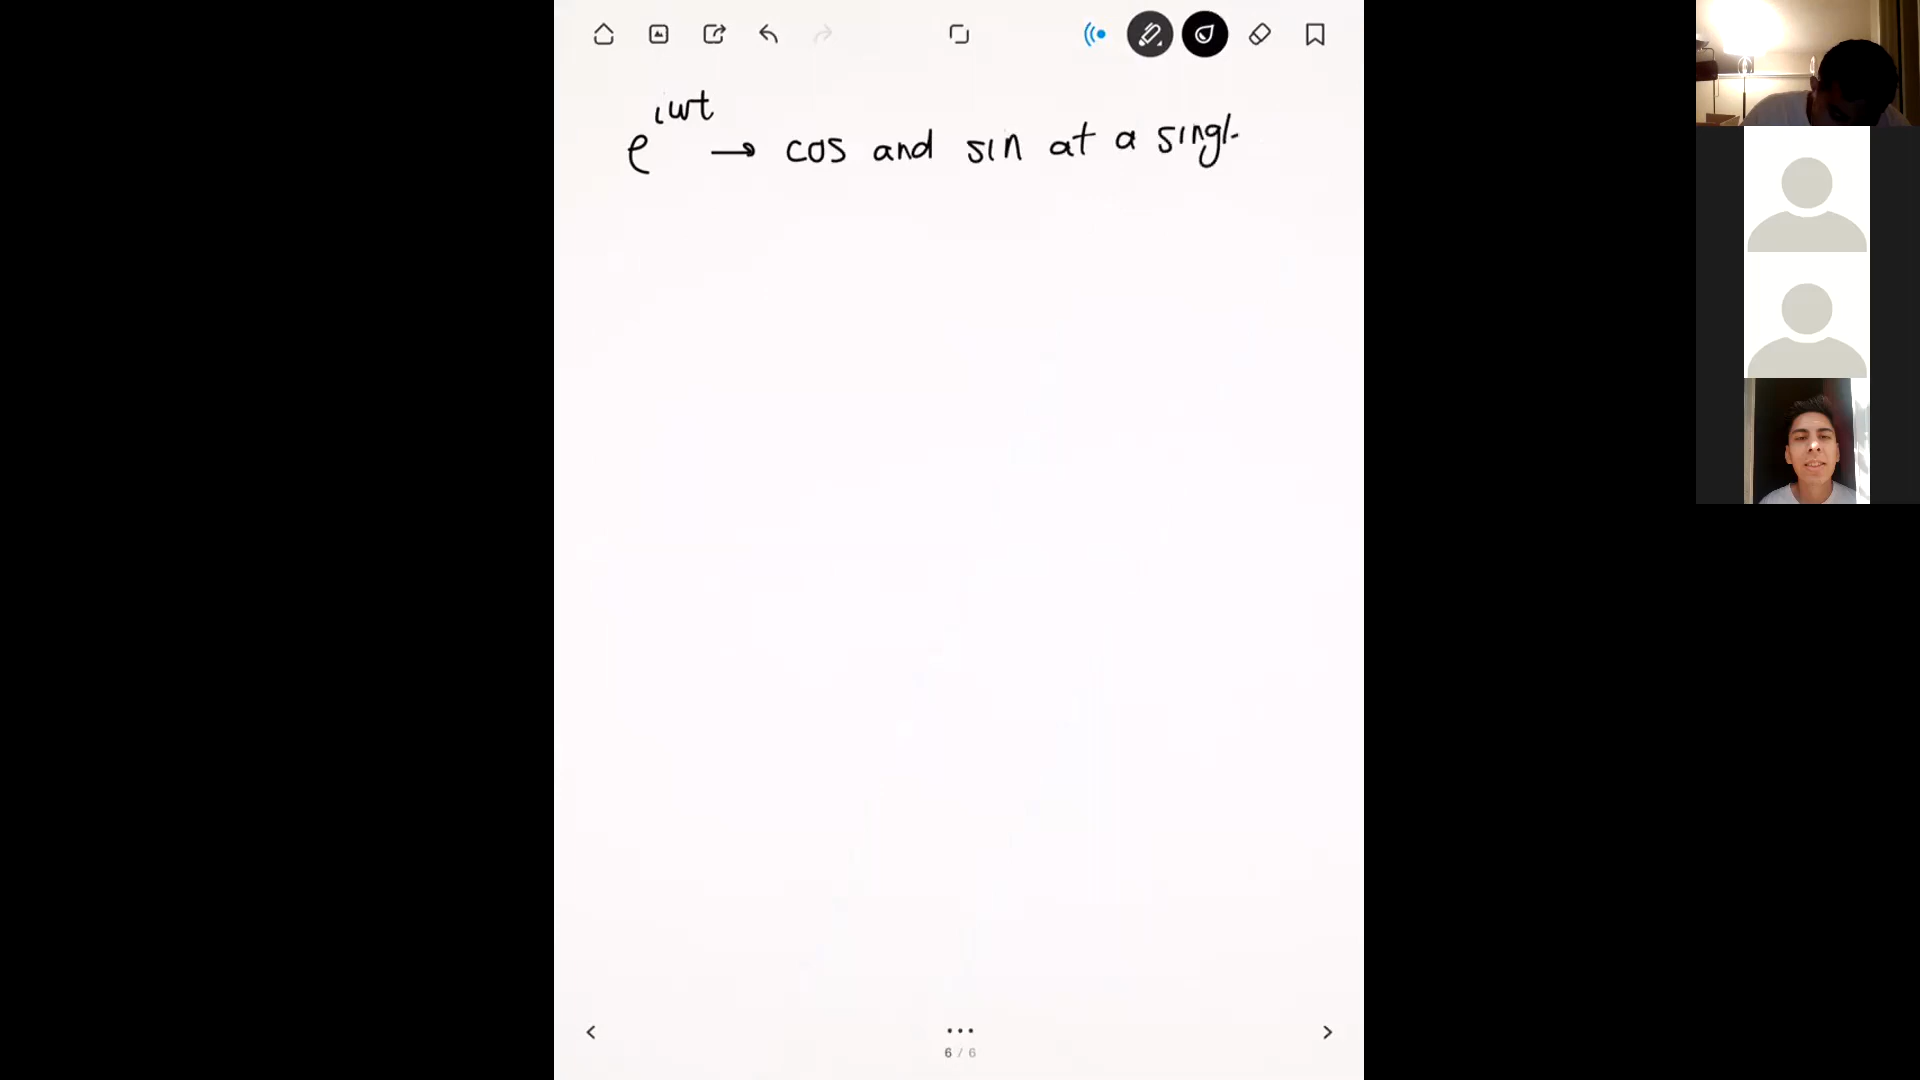 e^iwt → cos and sin at a singl
6 / 6